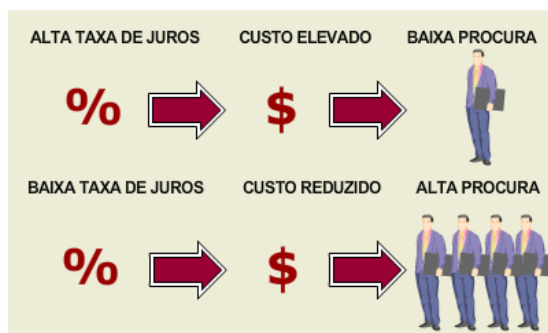 ALTA TAXA DE JUROS CUSTO ELEVADO BAIXA PROCURA
% $
BAIXA TAXA DE JUROS CUSTO REDUZIDO ALTA PROCURA
% $